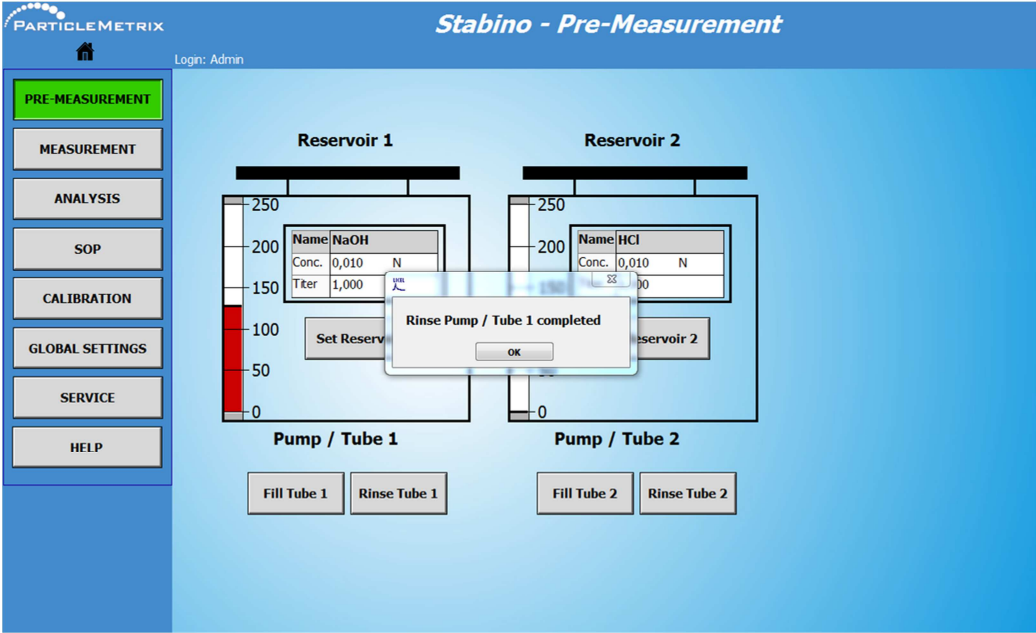 PARTICLEMETRIX
Stabino - Pre-Measurement
Login: Admin
PRE-MEASUREMENT
MEASUREMENT
ANALYSIS
SOP
CALIBRATION
GLOBAL SETTINGS
SERVICE
HELP
Reservoir 1
250
200
150
100
50
0
Name NaOH
Conc. 0,010 N
Titer 1,000
Set Reserv
Pump / Tube 1
Fill Tube 1
Rinse Tube 1
Reservoir 2
250
200
150
50
0
Name HCl
Conc. 0,010 N
00
eservoir 2
Pump / Tube 2
Fill Tube 2
Rinse Tube 2
Rinse Pump / Tube 1 completed
OK